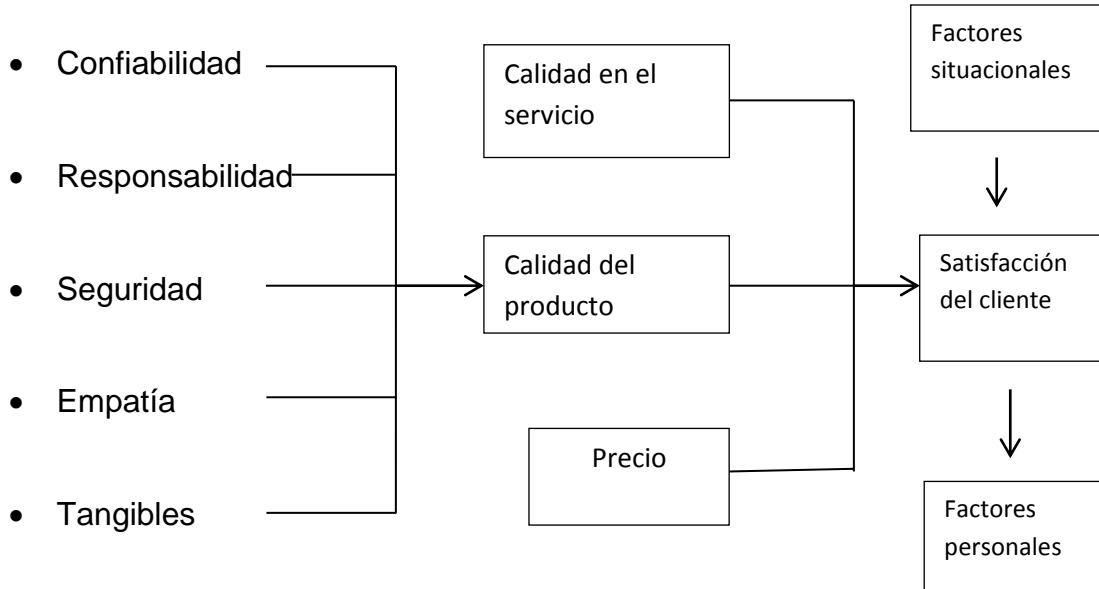 • Confiabilidad
• Responsabilidad
• Seguridad
• Empatía
• Tangibles
Calidad en el
servicio
Calidad del
producto
Precio
Factores
situacionales
Satisfacción
del cliente
Factores
personales